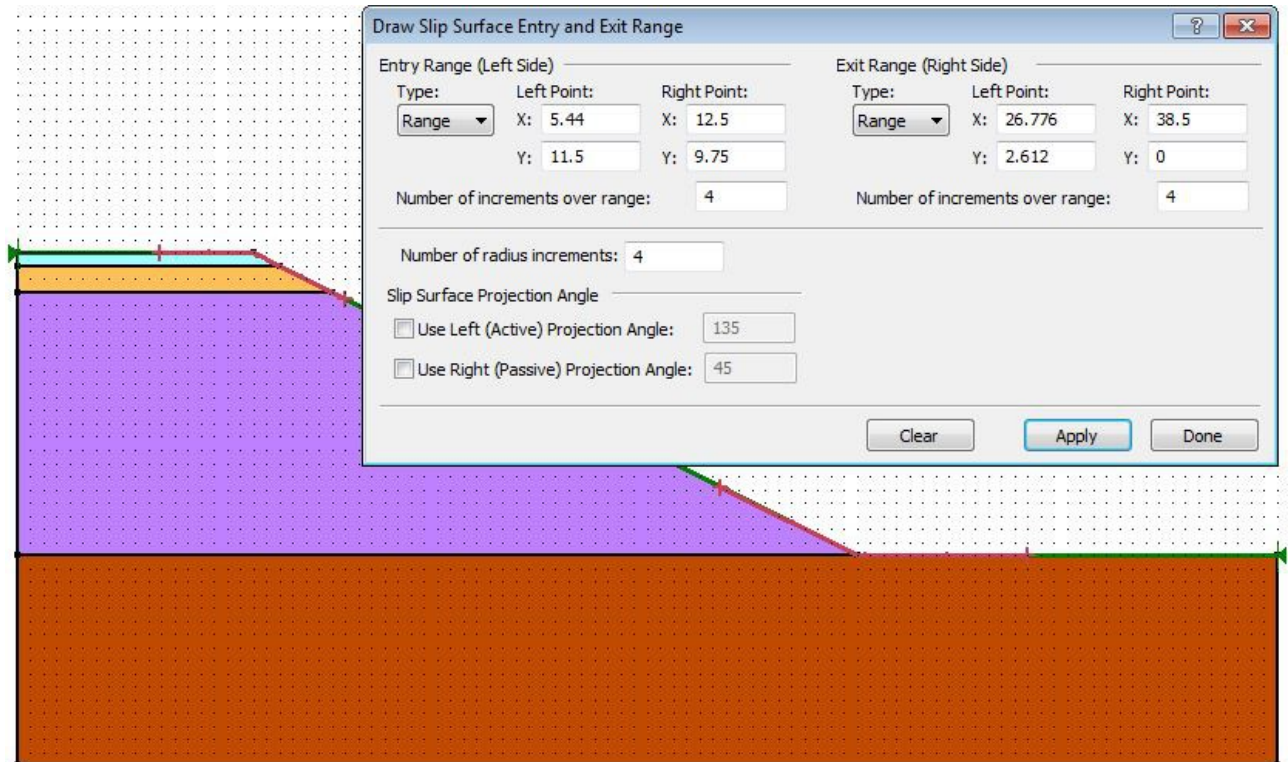 Draw Slip Surface Entry and Exit Range
Entry Range (Left Side) Exit Range (Right Side)
Type: Left Point: Right Point: Type: Left Point: Right Point:
Range X: 5.44 X: 12.5 Range X: 26.776 X: 38.5
Y: 11.5 Y: 9.75 Y: 2.612 Y: 0
Number of increments over range: 4 Number of increments over range: 4
Number of radius increments: 4
Slip Surface Projection Angle
Use Left (Active) Projection Angle: 135
Use Right (Passive) Projection Angle: 45
Clear Apply Done